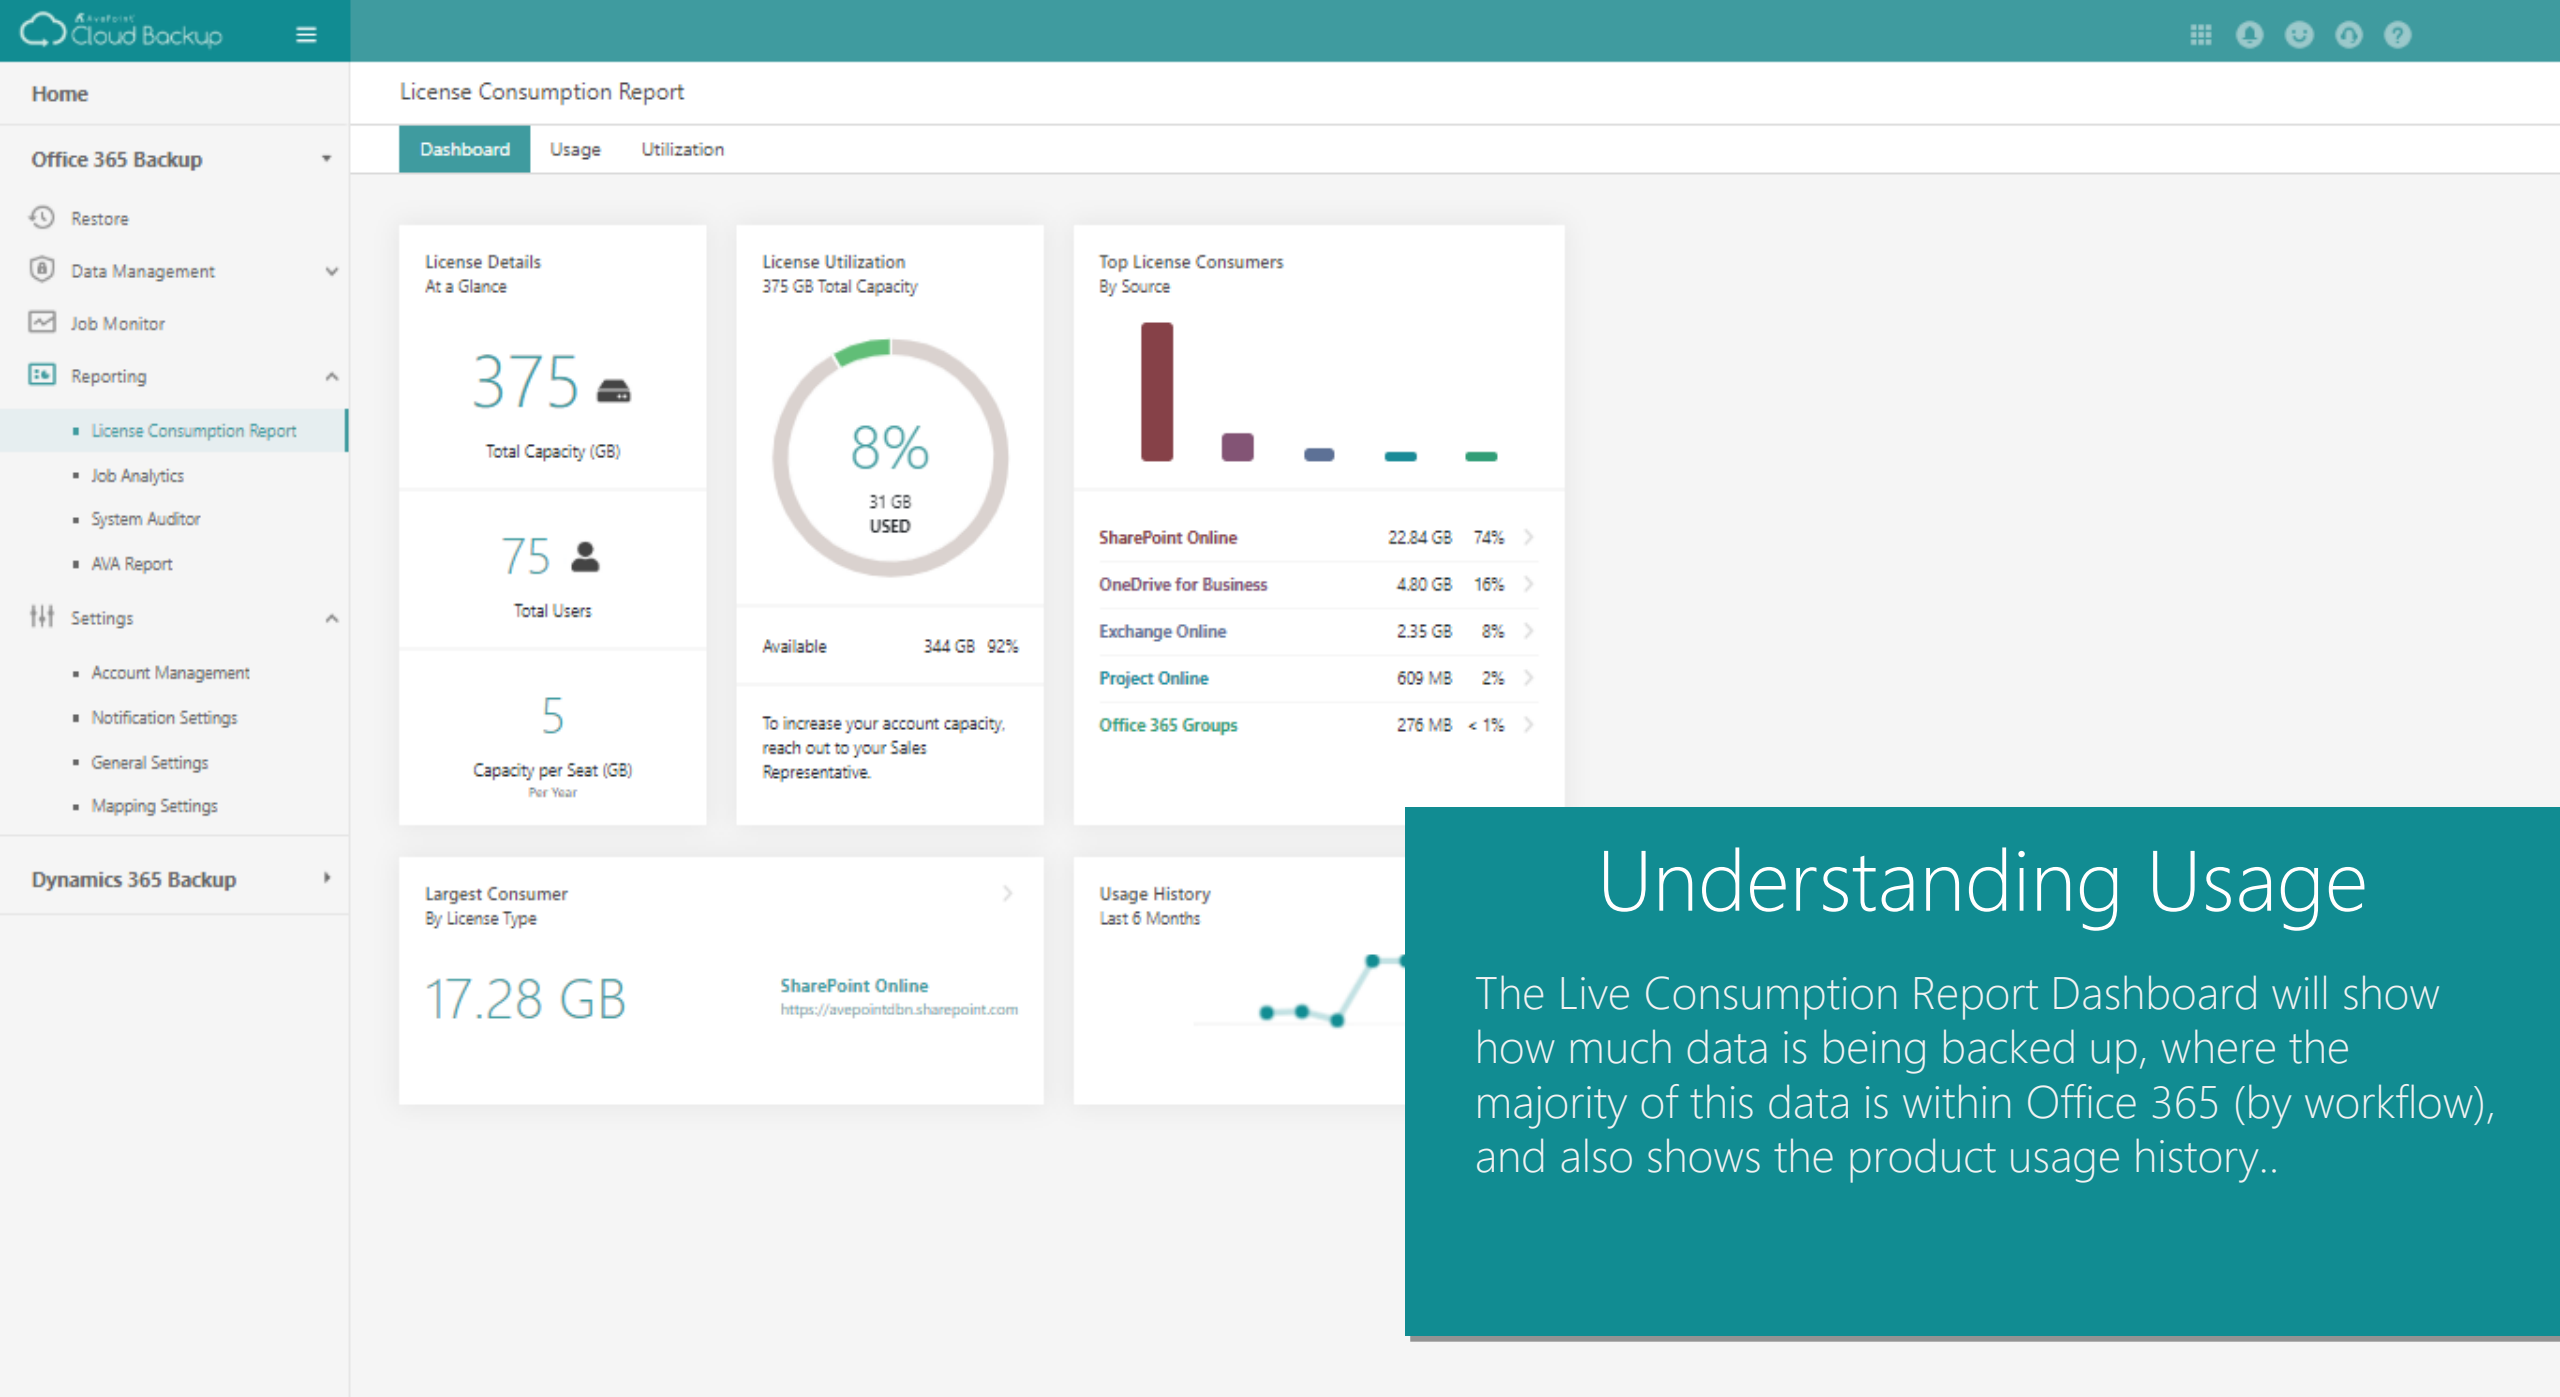 AvePoint
Cloud Backup
Home
Office 365 Backup
Restore
Data Management
Job Monitor
Reporting
License Consumption Report
Job Analytics
System Auditor
AVA Report
Settings
Account Management
Notification Settings
General Settings
Mapping Settings
Dynamics 365 Backup
License Consumption Report
Dashboard Usage Utilization
License Details
At a Glance
375
Total Capacity (GB)
75
Total Users
5
Capacity per Seat (GB)
Per Year
License Utilization
375 GB Total Capacity
8%
31 GB
USED
Available 344 GB 92%
To increase your account capacity,
reach out to your Sales
Representative.
Top License Consumers
By Source
SharePoint Online 22.84 GB 74%
OneDrive for Business 4.80 GB 16%
Exchange Online 2.35 GB 8%
Project Online 609 MB 2%
Office 365 Groups 276 MB < 1%
Largest Consumer
By License Type
17.28 GB
SharePoint Online
https://avepointdbn.sharepoint.com
Usage History
Last 6 Months
Understanding Usage
The Live Consumption Report Dashboard will show
how much data is being backed up, where the
majority of this data is within Office 365 (by workflow),
and also shows the product usage history..